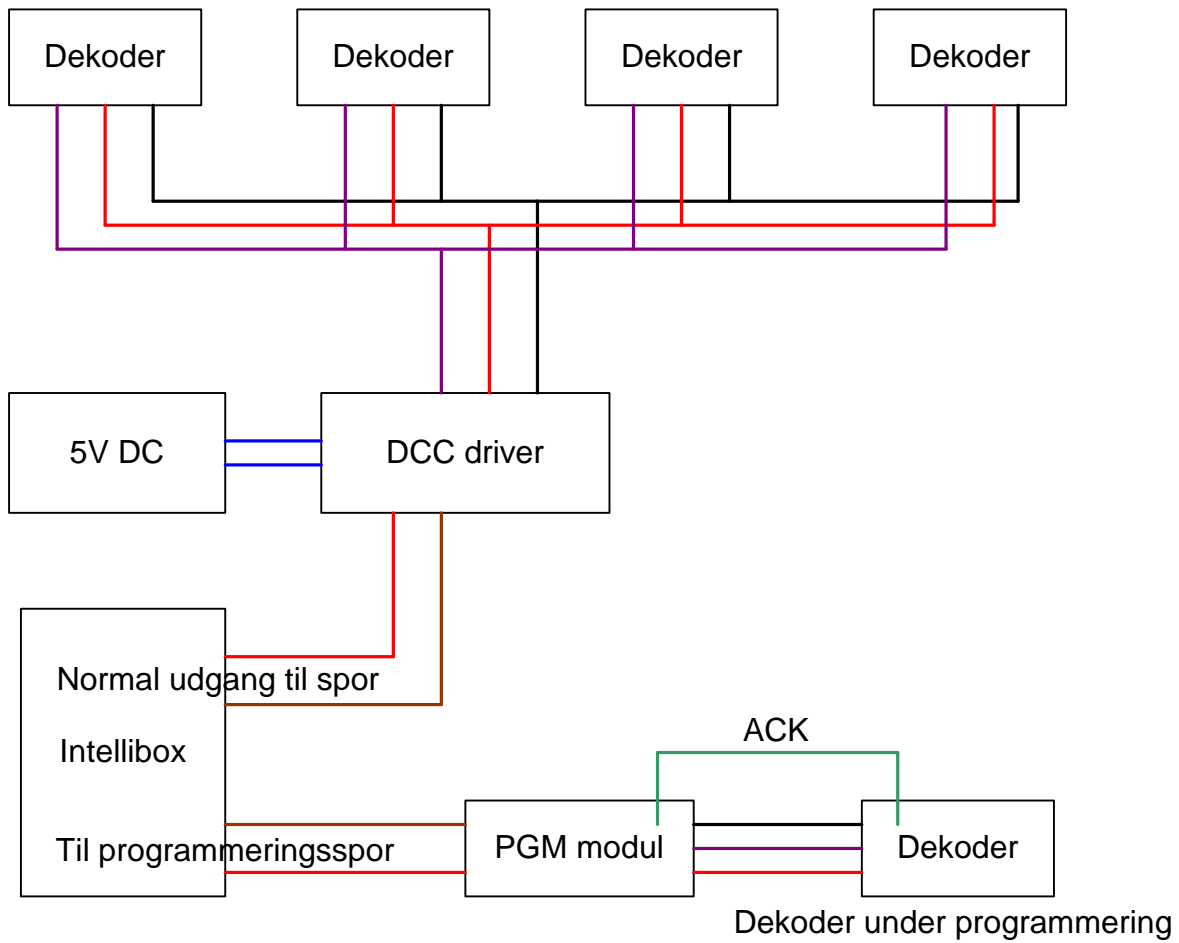 Dekoder
Dekoder
Dekoder
Dekoder
5V DC
DCC driver
Normal udgang til spor
Intellibox
ACK
Til programmeringsspor
PGM modul
Dekoder
Dekoder under programmering